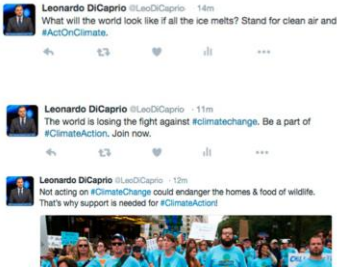 Leonardo DiCaprio @LeoDiCaprio · 14m
What will the world look like if all the ice melts? Stand for clean air and
#ActOnClimate.
Leonardo DiCaprio @LeoDiCaprio · 11m
The world is losing the fight against #climatechange. Be a part of
#ClimateAction. Join now.
Leonardo DiCaprio @LeoDiCaprio · 12m
Not acting on #ClimateChange could endanger the homes & food of wildlife.
That's why support is needed for #ClimateAction!